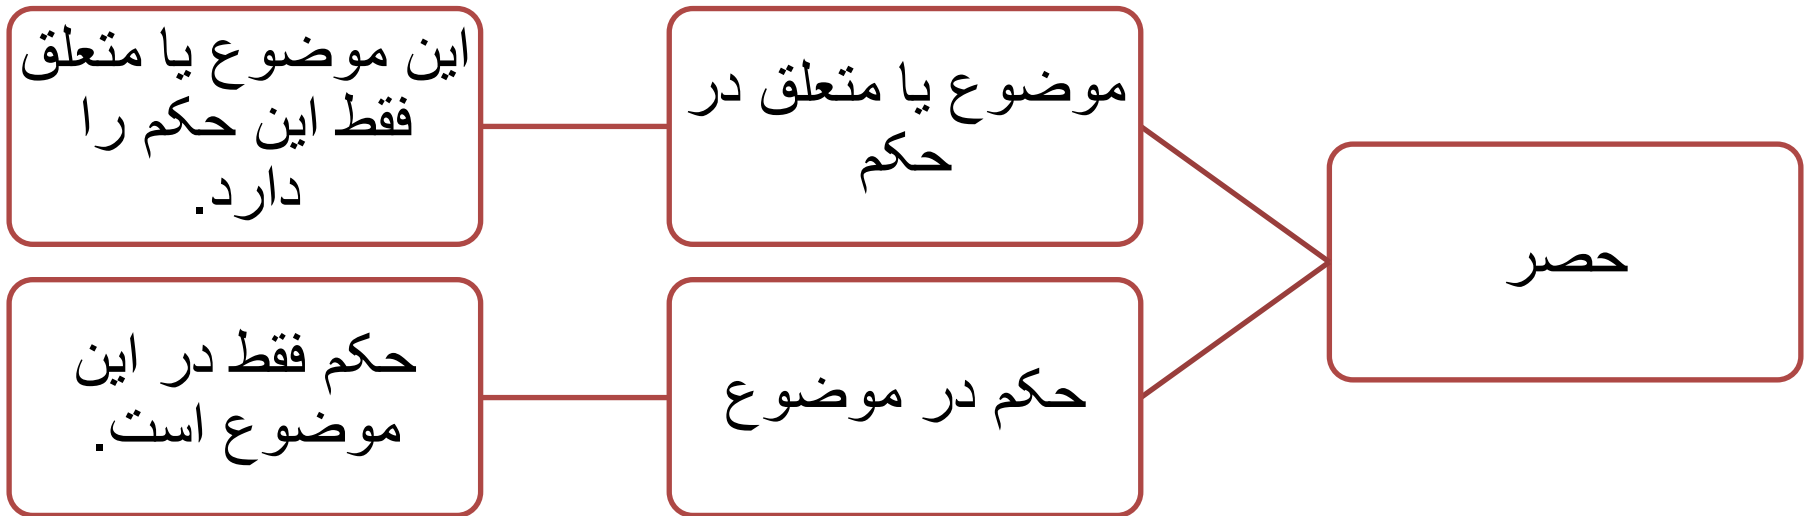 حصر
موضوع یا متعلق در
حکم
این موضوع یا متعلق
فقط این حکم را
دارد.
حکم در موضوع
حکم فقط در این
موضوع است.